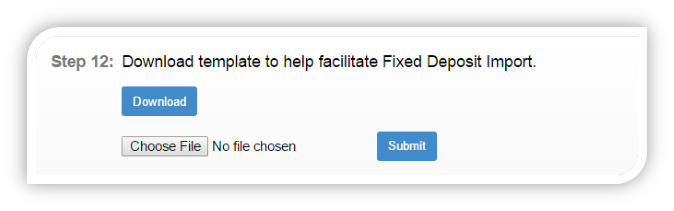 Step 12: Download template to help facilitate Fixed Deposit Import.
Download
Choose File No file chosen Submit